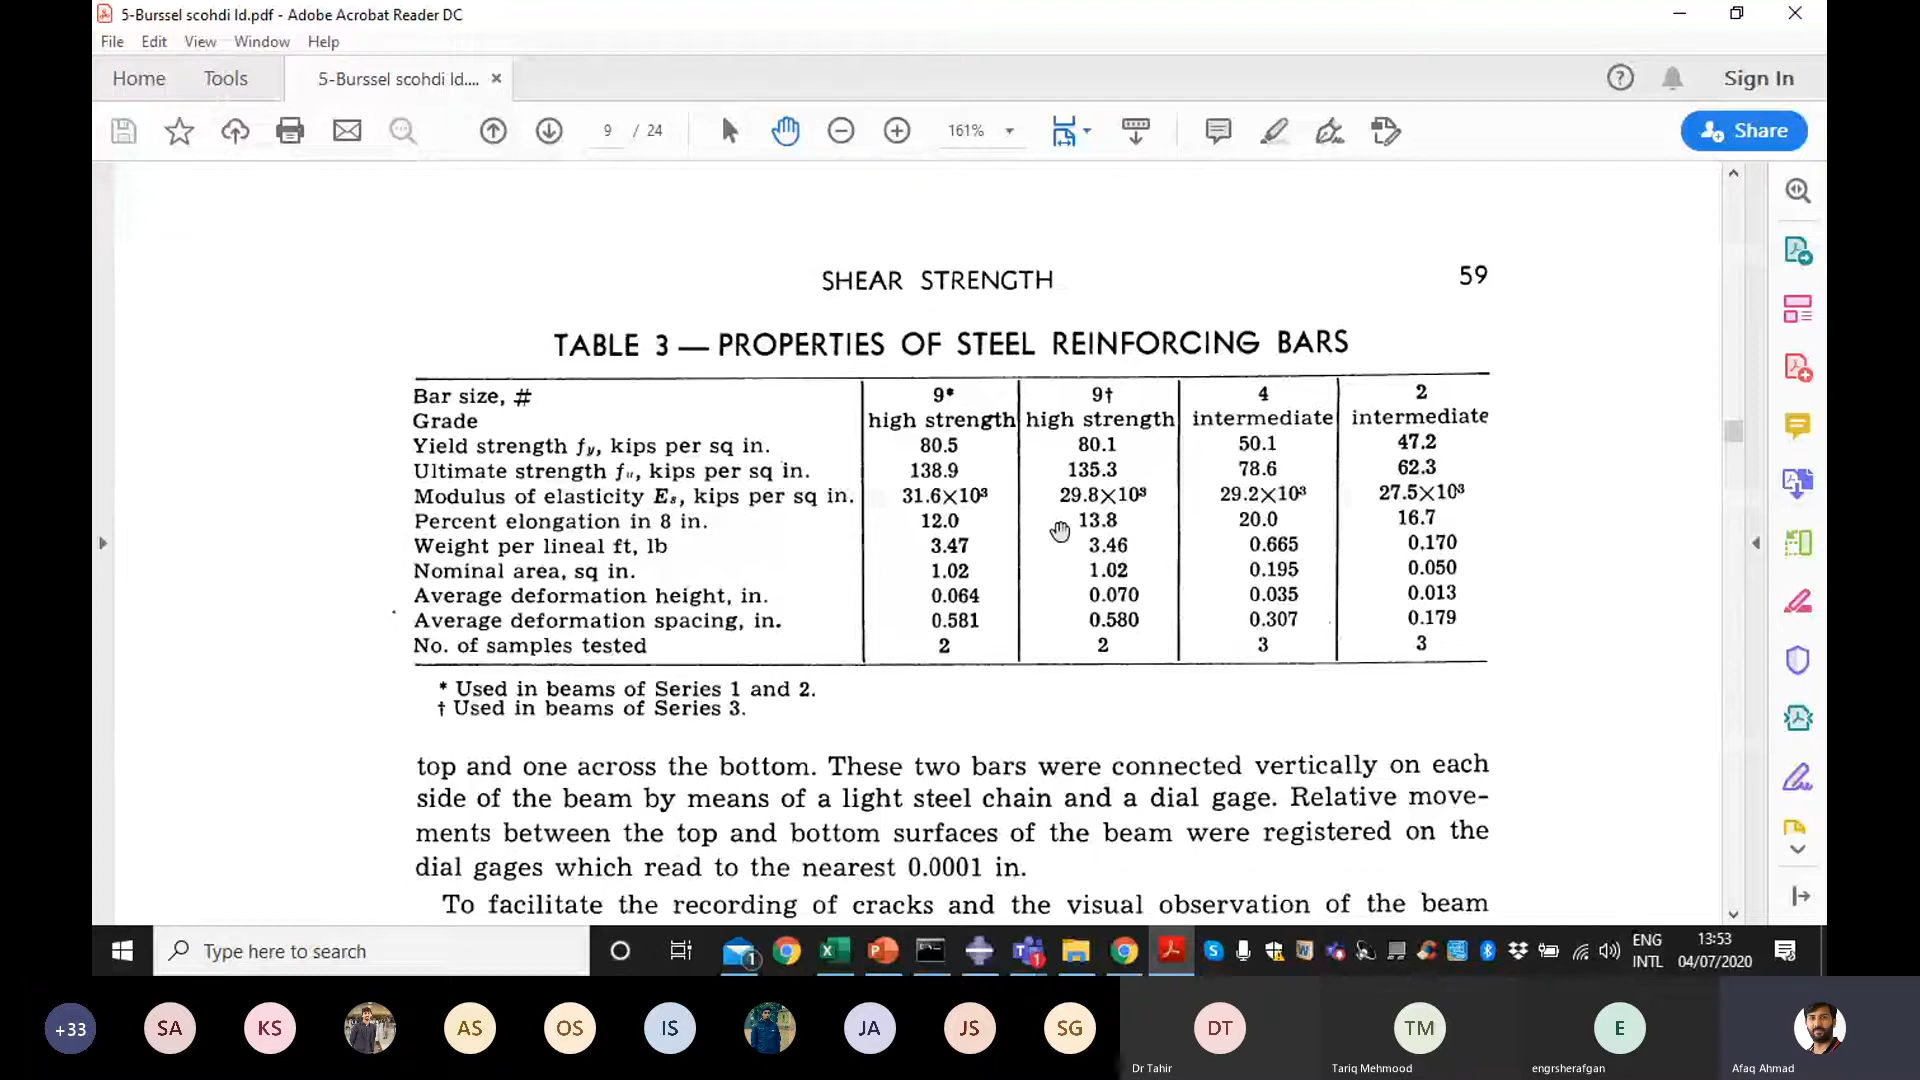 5-Burssel scohdi ld.pdf - Adobe Acrobat Reader DC
File Edit View Window Help
Home Tools 5-Burssel scohdi ld.... × Sign In
9 / 24 161% Share
SHEAR STRENGTH 59
TABLE 3 — PROPERTIES OF STEEL REINFORCING BARS
Bar size, # 9* 9† 4 2
Grade high strength high strength intermediate intermediate
Yield strength fy, kips per sq in. 80.5 80.1 50.1 47.2
Ultimate strength fu, kips per sq in. 138.9 135.3 78.6 62.3
Modulus of elasticity Es, kips per sq in. 31.6×10³ 29.8×10³ 29.2×10³ 27.5×10³
Percent elongation in 8 in. 12.0 13.8 20.0 16.7
Weight per lineal ft, lb 3.47 3.46 0.665 0.170
Nominal area, sq in. 1.02 1.02 0.195 0.050
Average deformation height, in. 0.064 0.070 0.035 0.013
Average deformation spacing, in. 0.581 0.580 0.307 0.179
No. of samples tested 2 2 3 3
* Used in beams of Series 1 and 2.
† Used in beams of Series 3.
top and one across the bottom. These two bars were connected vertically on each
side of the beam by means of a light steel chain and a dial gage. Relative move-
ments between the top and bottom surfaces of the beam were registered on the
dial gages which read to the nearest 0.0001 in.
To facilitate the recording of cracks and the visual observation of the beam
Type here to search
1
1
ENG
INTL
13:53
04/07/2020
+33 SA KS AS OS IS JA JS SG DT TM E
Dr Tahir Tariq Mehmood engrsherafgan Afaq Ahmad